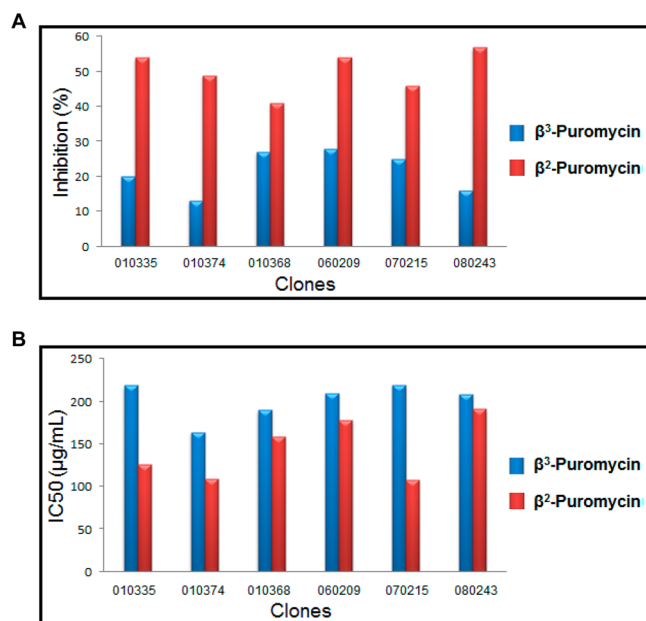 A
Inhibition (%)
60
50
40
30
20
10
0
010335 010374 010368 060209 070215 080243
Clones
β³-Puromycin
β²-Puromycin
B
IC50 (µg/mL)
250
200
150
100
50
0
010335 010374 010368 060209 070215 080243
Clones
β³-Puromycin
β²-Puromycin